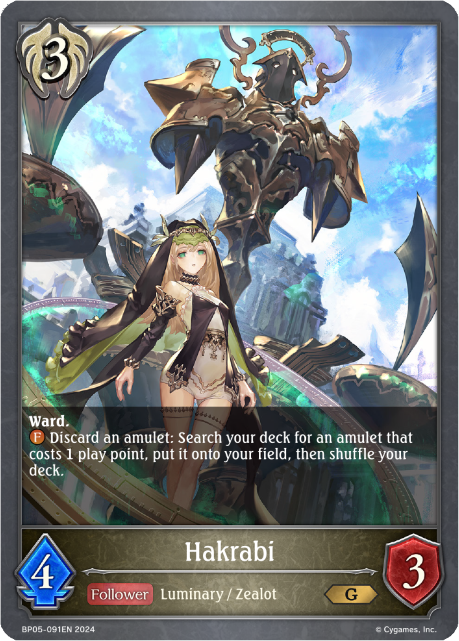 3
Ward.
F Discard an amulet: Search your deck for an amulet that
costs 1 play point, put it onto your field, then shuffle your
deck.
Hakrabi
4
Follower Luminary / Zealot
G
3
BP05-091EN 2024
© Cygames, Inc.